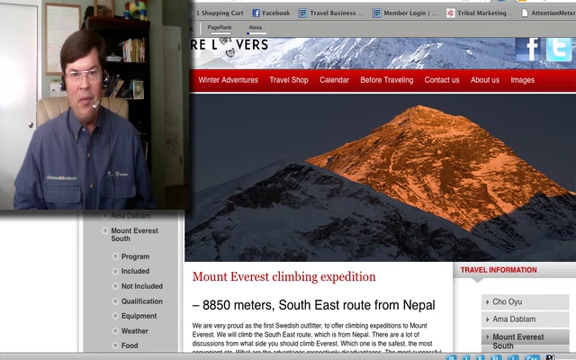 1 Shopping Cart
Facebook
Travel Business ...
Member Login |...
Tribal Marketing...
AttentionMeter
PageRank
Alexa
RE L VERS
Winter Adventures
Travel Shop
Calendar
Before Traveling
Contact us
About us
Images
Ama Dablam
Mount Everest
South
Program
Included
Not Included
Qualification
Equipment
Weather
Food
Mount Everest climbing expedition
– 8850 meters, South East route from Nepal
We are very proud as the first Swedish outfitter, to offer climbing expeditions to Mount
Everest. We will climb the South East route, which is from Nepal. There are a lot of
discussions from what side you should climb Everest. Which one is the safest, the most
TRAVEL INFORMATION
Cho Oyu
Ama Dablam
Mount Everest
South